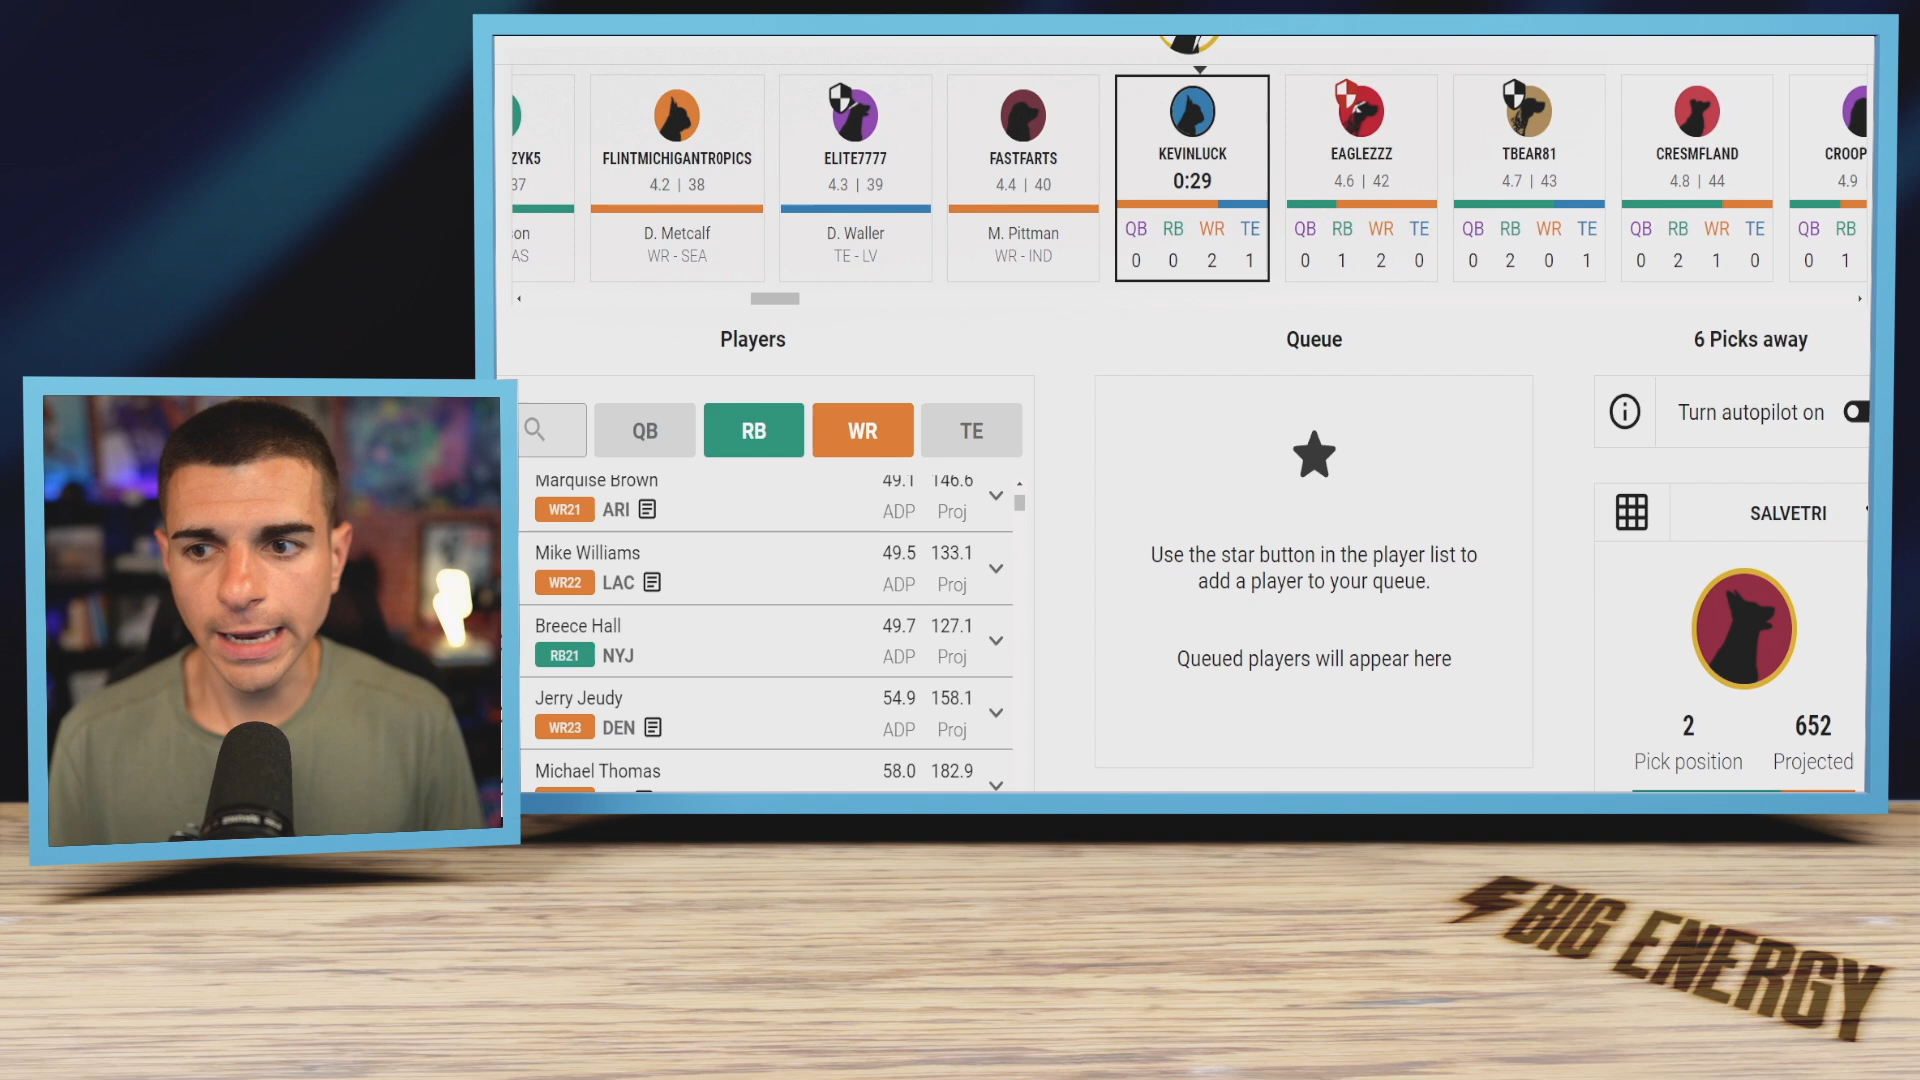 ZYK5
37
on
AS
FLINTMICHIGANTROPICS
4.2 | 38
D. Metcalf
WR - SEA
ELITE7777
4.3 | 39
D. Waller
TE - LV
FASTFARTS
4.4 | 40
M. Pittman
WR - IND
KEVINLUCK
0:29
QB RB WR TE
0 0 2 1
EAGLEZZZ
4.6 | 42
QB RB WR TE
0 1 2 0
TBEAR81
4.7 | 43
QB RB WR TE
0 2 0 1
CRESMFLAND
4.8 | 44
QB RB WR TE
0 2 1 0
CROOP
4.9
QB RB
0 1
Players
QB RB WR TE
Marquise Brown 49.1 146.6
WR21 ARI ADP Proj
Mike Williams 49.5 133.1
WR22 LAC ADP Proj
Breece Hall 49.7 127.1
RB21 NYJ ADP Proj
Jerry Jeudy 54.9 158.1
WR23 DEN ADP Proj
Michael Thomas 58.0 182.9
Queue
Use the star button in the player list to
add a player to your queue.
Queued players will appear here
6 Picks away
Turn autopilot on
SALVETRI
2 652
Pick position Projected
BIG ENERGY